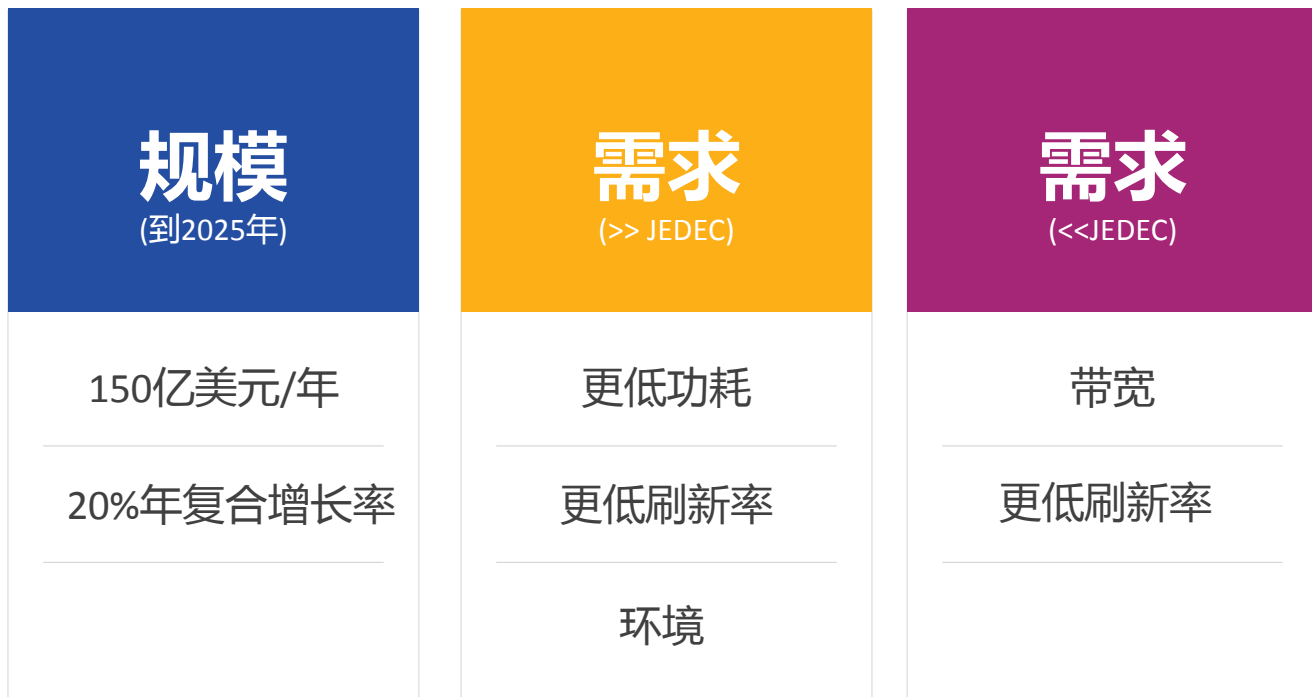 规模
(到2025年)
150亿美元/年
20%年复合增长率
需求
(>> JEDEC)
更低功耗
更低刷新率
环境
需求
(<<JEDEC)
带宽
更低刷新率